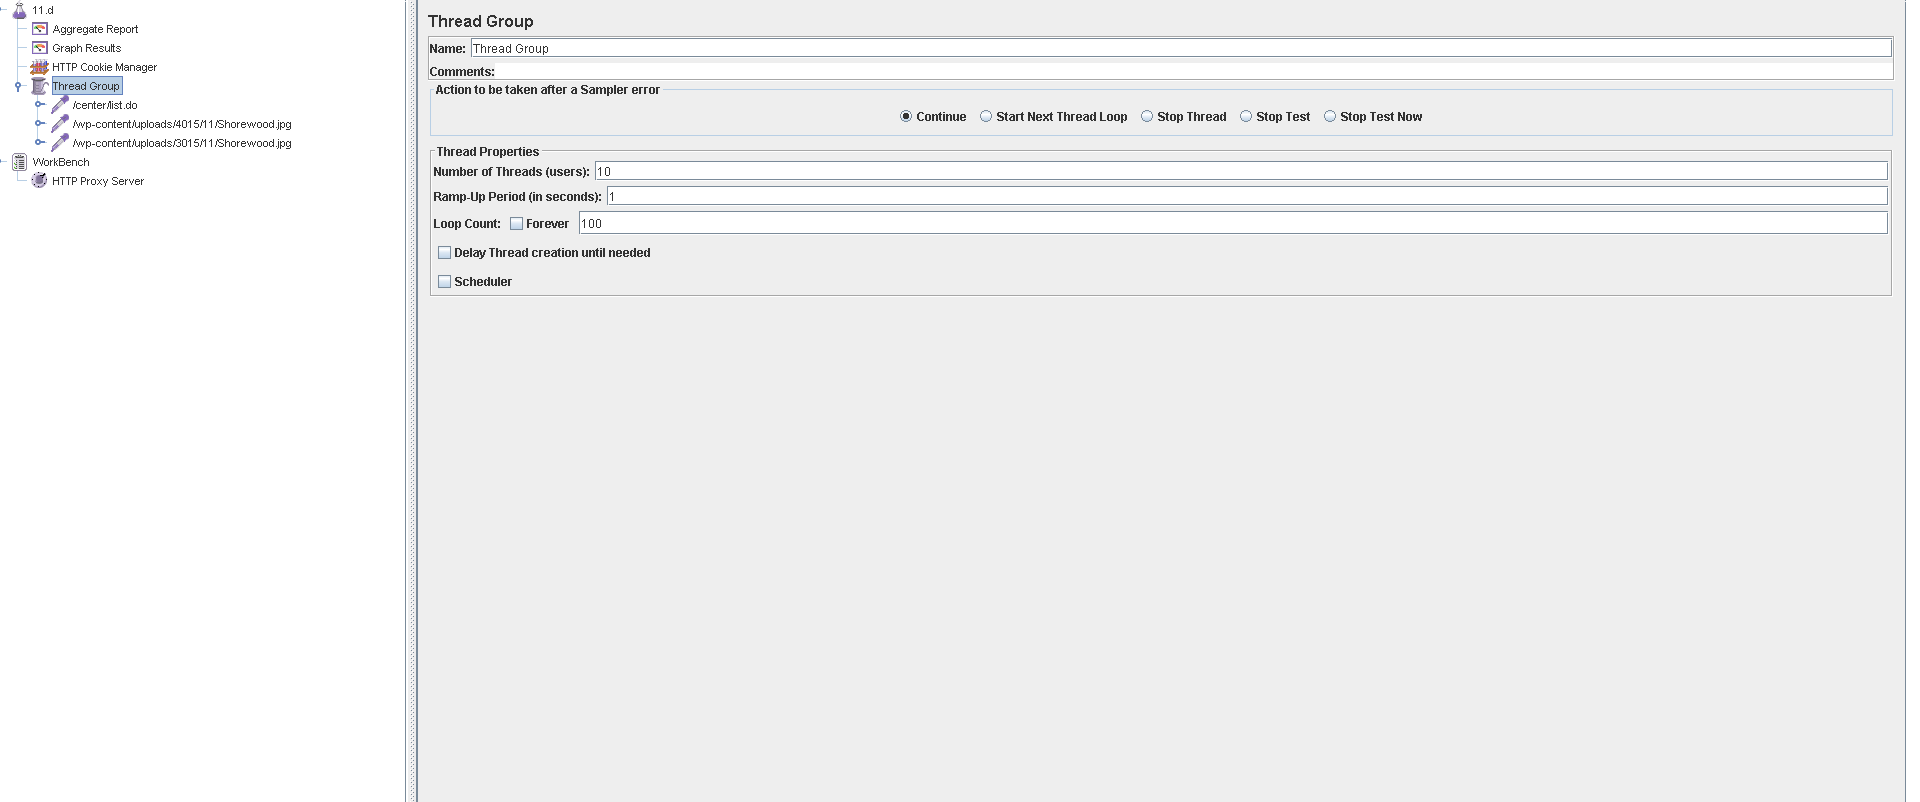 11.d
Aggregate Report
Graph Results
HTTP Cookie Manager
Thread Group
/center/list.do
/wp-content/uploads/4015/11/Shorewood.jpg
/wp-content/uploads/3015/11/Shorewood.jpg
WorkBench
HTTP Proxy Server
Thread Group
Name: Thread Group
Comments:
Action to be taken after a Sampler error
Continue Start Next Thread Loop Stop Thread Stop Test Stop Test Now
Thread Properties
Number of Threads (users): 10
Ramp-Up Period (in seconds): 1
Loop Count: Forever 100
Delay Thread creation until needed
Scheduler